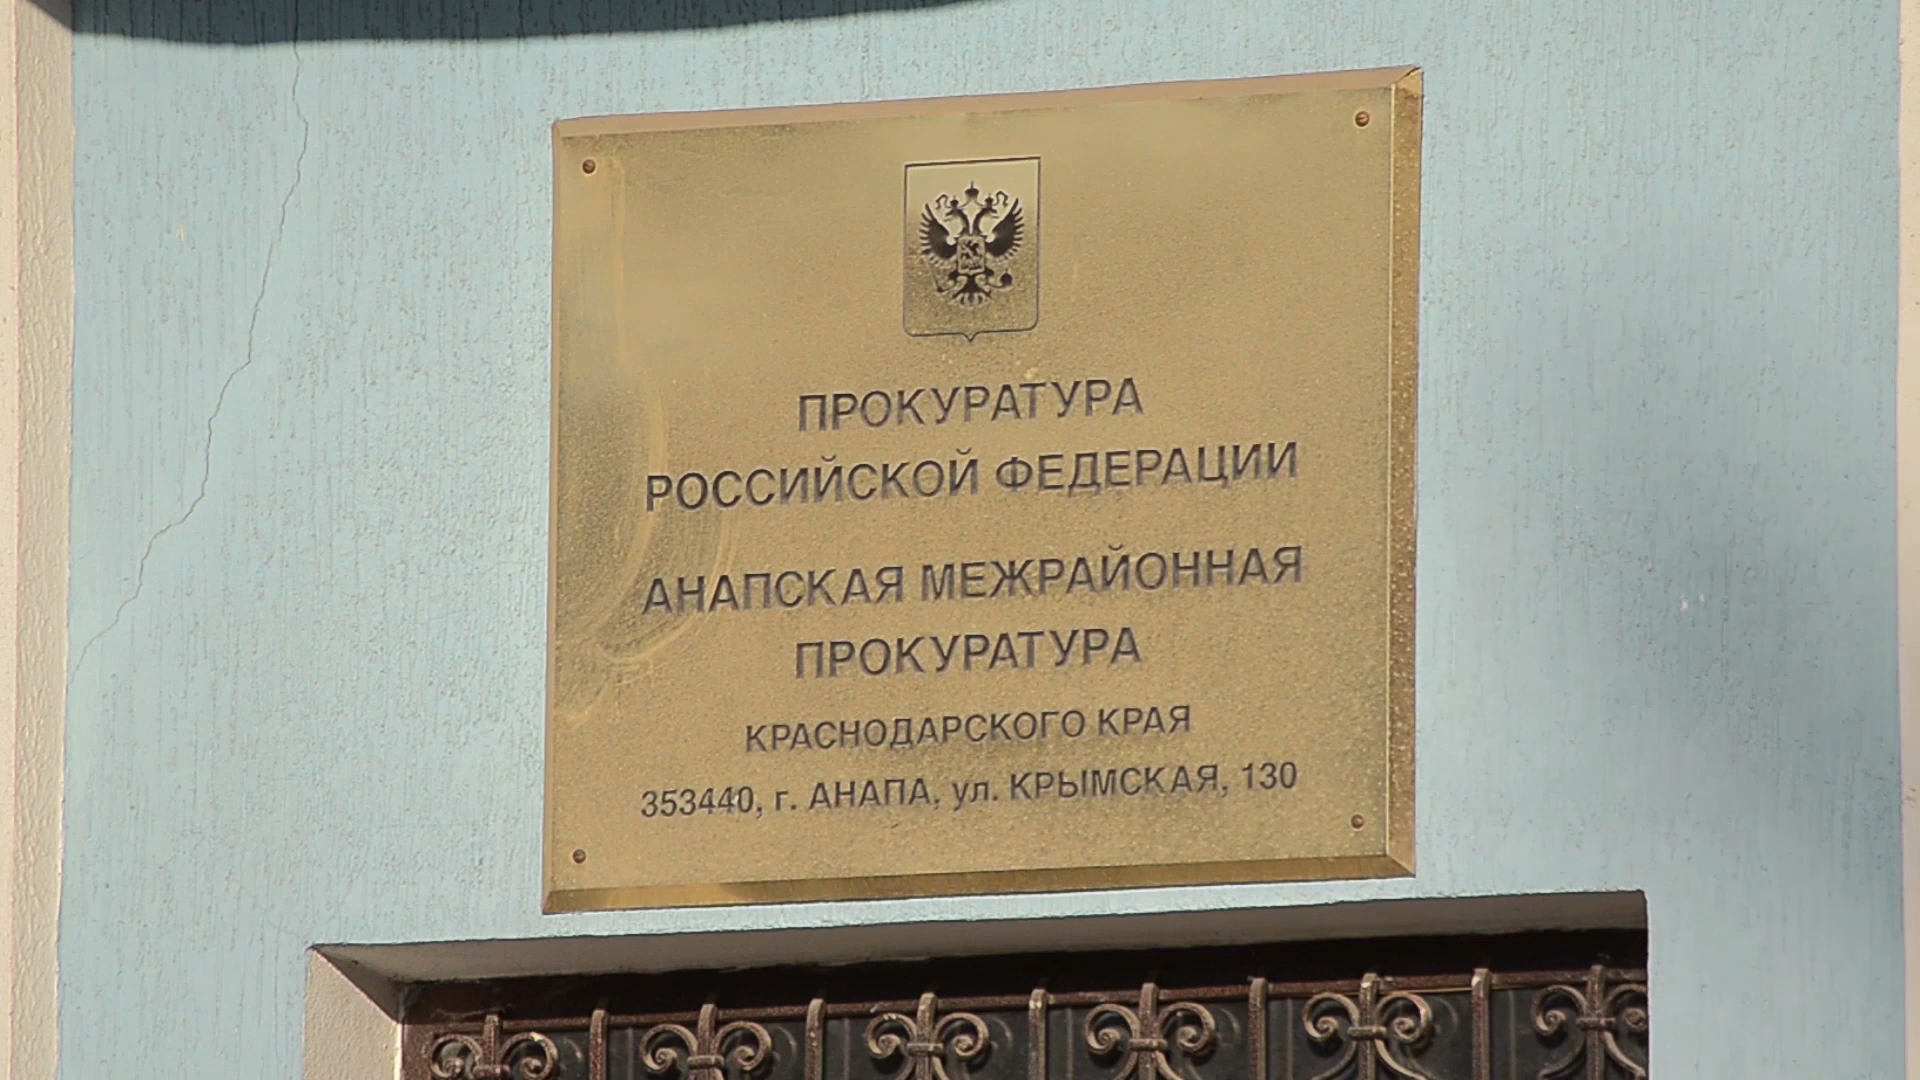 ПРОКУРАТУРА
РОССИЙСКОЙ ФЕДЕРАЦИИ
АНАПСКАЯ МЕЖРАЙОННАЯ
ПРОКУРАТУРА
КРАСНОДАРСКОГО КРАЯ
353440, г. АНАПА, ул. КРЫМСКАЯ, 130